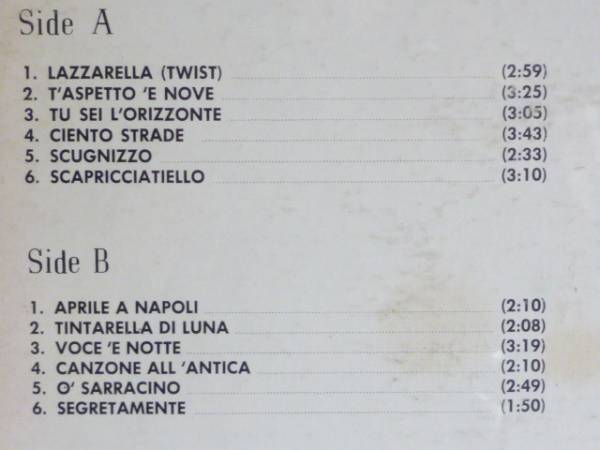 Side A
1. LAZZARELLA (TWIST) (2:59)
2. T'ASPETTO 'E NOVE (3:25)
3. TU SEI L'ORIZZONTE (3:05)
4. CIENTO STRADE (3:43)
5. SCUGNIZZO (2:33)
6. SCAPRICCIATIELLO (3:10)
Side B
1. APRILE A NAPOLI (2:10)
2. TINTARELLA DI LUNA (2:08)
3. VOCE 'E NOTTE (3:19)
4. CANZONE ALL 'ANTICA (2:10)
5. O' SARRACINO (2:49)
6. SEGRETAMENTE (1:50)